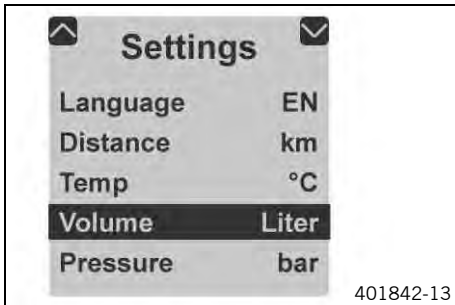 Settings
Language EN
Distance km
Temp °C
Volume Liter
Pressure bar
401842-13